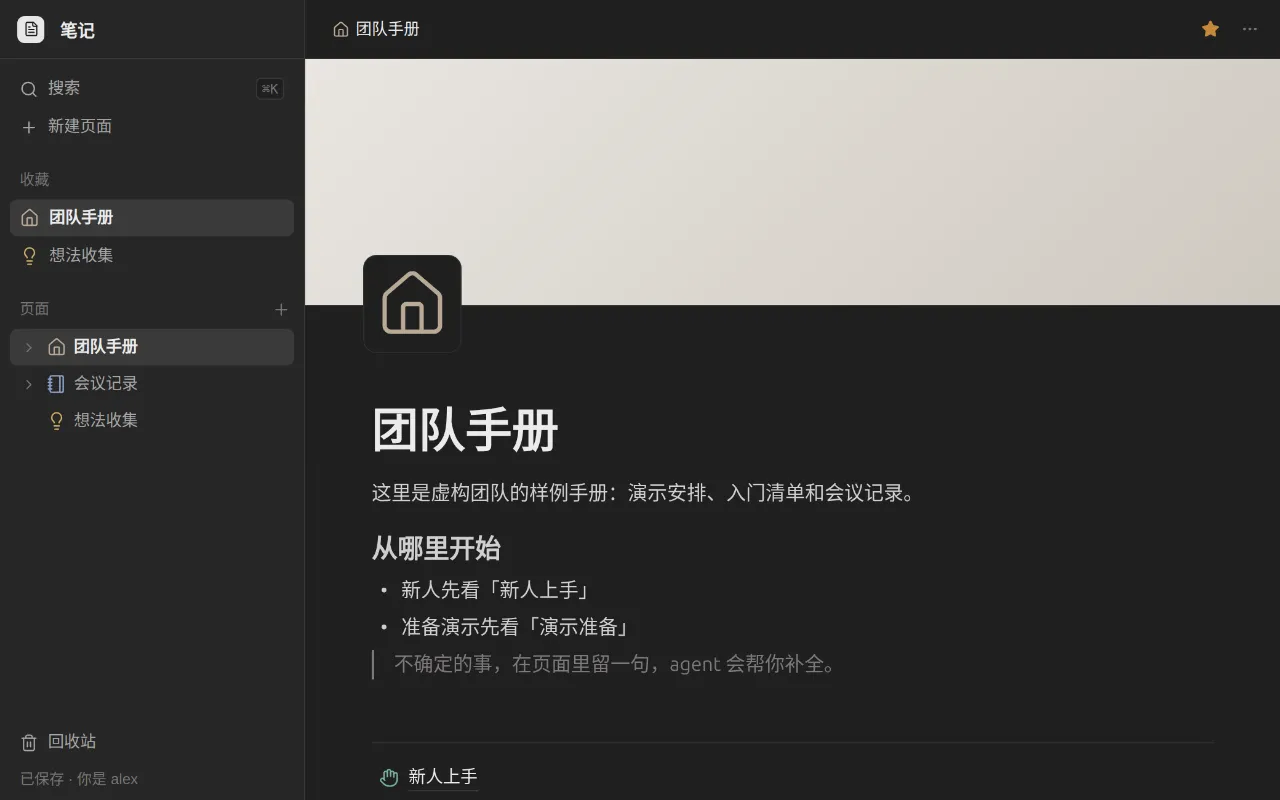 笔记
搜索
⌘K
新建页面
收藏
团队手册
想法收集
页面
团队手册
会议记录
想法收集
回收站
已保存 · 你是 alex
团队手册
团队手册
这里是虚构团队的样例手册：演示安排、入门清单和会议记录。
从哪里开始
• 新人先看「新人上手」
• 准备演示先看「演示准备」
不确定的事，在页面里留一句，agent 会帮你补全。
新人上手